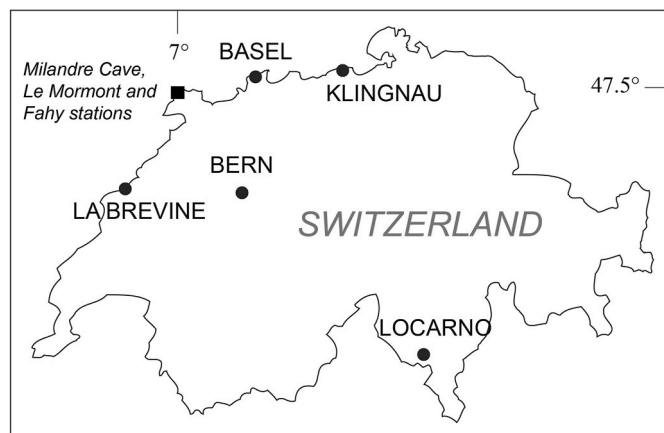 7°
BASEL
Milandre Cave,
Le Mormont and
Fahy stations
KLINGNAU
47.5°
BERN
LA BREVINE
SWITZERLAND
LOCARNO